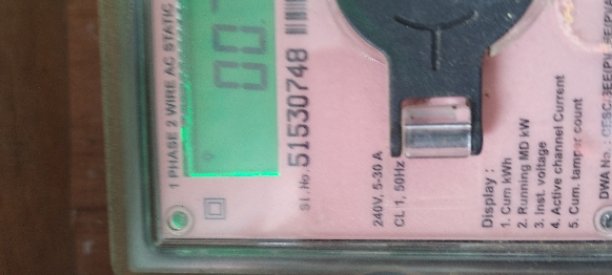 1 PHASE 2 WIRE AC STATIC
00
Sl.No. 51530748
240V, 5-30 A
CL 1, 50Hz
Display :
1. Cum kWh
2. Running MD kW
3. Inst. voltage
4. Active channel Current
5. Cum. tamper count
DWA No.: